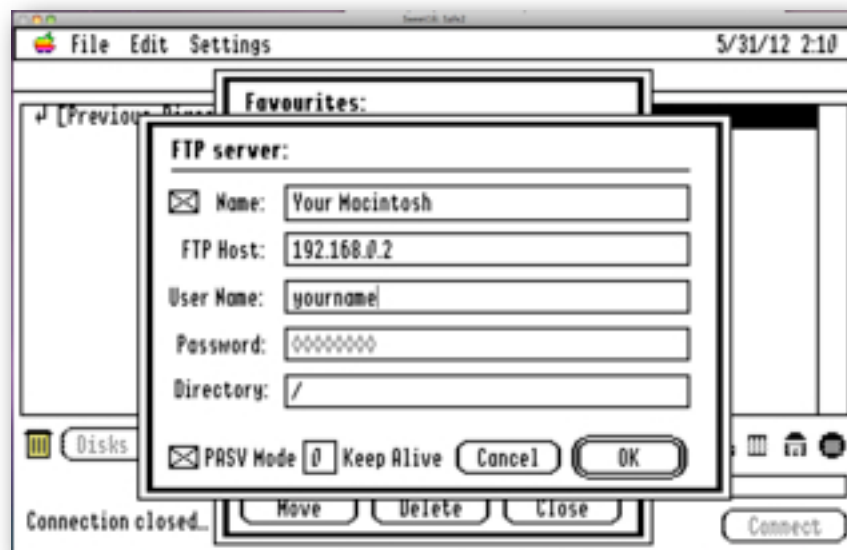 File Edit Settings 5/31/12 2:10
Favourites:
FTP server:
Name: Your Macintosh
FTP Host: 192.168.0.2
User Name: yourname
Password: ◊◊◊◊◊◊◊◊
Directory: /
Disks
PASV Mode 0 Keep Alive Cancel OK
Move Delete Close
Connection closed… Connect